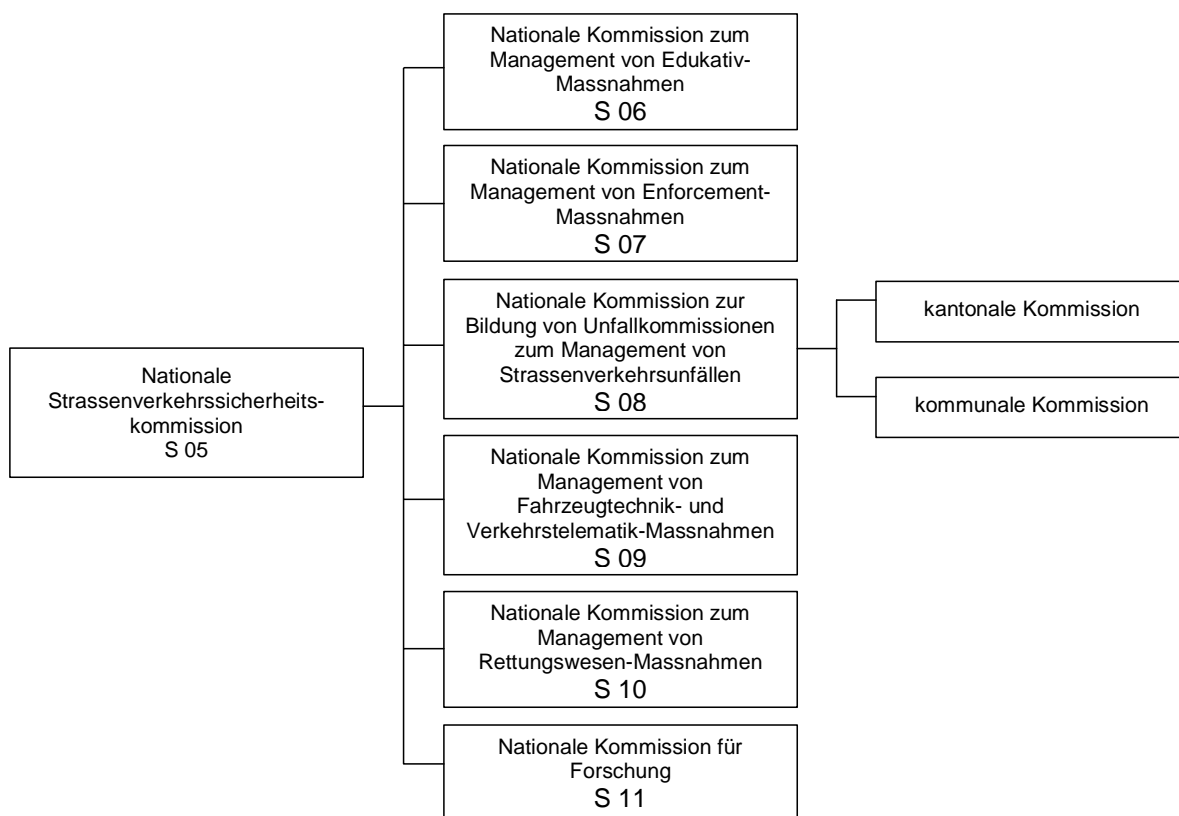 Nationale Kommission zum
Management von Edukativ-
Massnahmen
S 06
Nationale Kommission zum
Management von Enforcement-
Massnahmen
S 07
Nationale Kommission zur
Bildung von Unfallkommissionen
zum Management von
Strassenverkehrsunfällen
S 08
kantonale Kommission
kommunale Kommission
Nationale
Strassenverkehrssicherheits-
kommission
S 05
Nationale Kommission zum
Management von
Fahrzeugtechnik- und
Verkehrstelematik-Massnahmen
S 09
Nationale Kommission zum
Management von
Rettungswesen-Massnahmen
S 10
Nationale Kommission für
Forschung
S 11